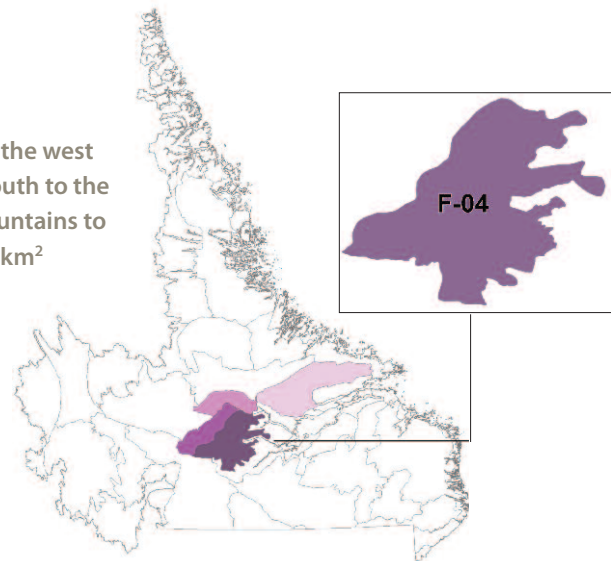 the west
outh to the
untains to
km²
F-04